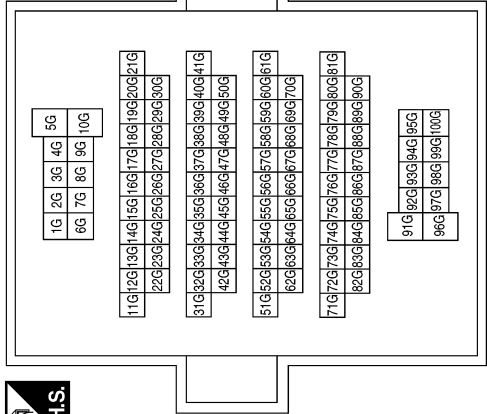 5G 10G
4G 9G
3G 8G
2G 7G
1G 6G
11G 12G 13G 14G 15G 16G 17G 18G 19G 20G 21G
22G 23G 24G 25G 26G 27G 28G 29G 30G
31G 32G 33G 34G 35G 36G 37G 38G 39G 40G 41G
42G 43G 44G 45G 46G 47G 48G 49G 50G
51G 52G 53G 54G 55G 56G 57G 58G 59G 60G 61G
62G 63G 64G 65G 66G 67G 68G 69G 70G
71G 72G 73G 74G 75G 76G 77G 78G 79G 80G 81G
82G 83G 84G 85G 86G 87G 88G 89G 90G
91G 92G 93G 94G 95G
96G 97G 98G 99G 100G
H.S.